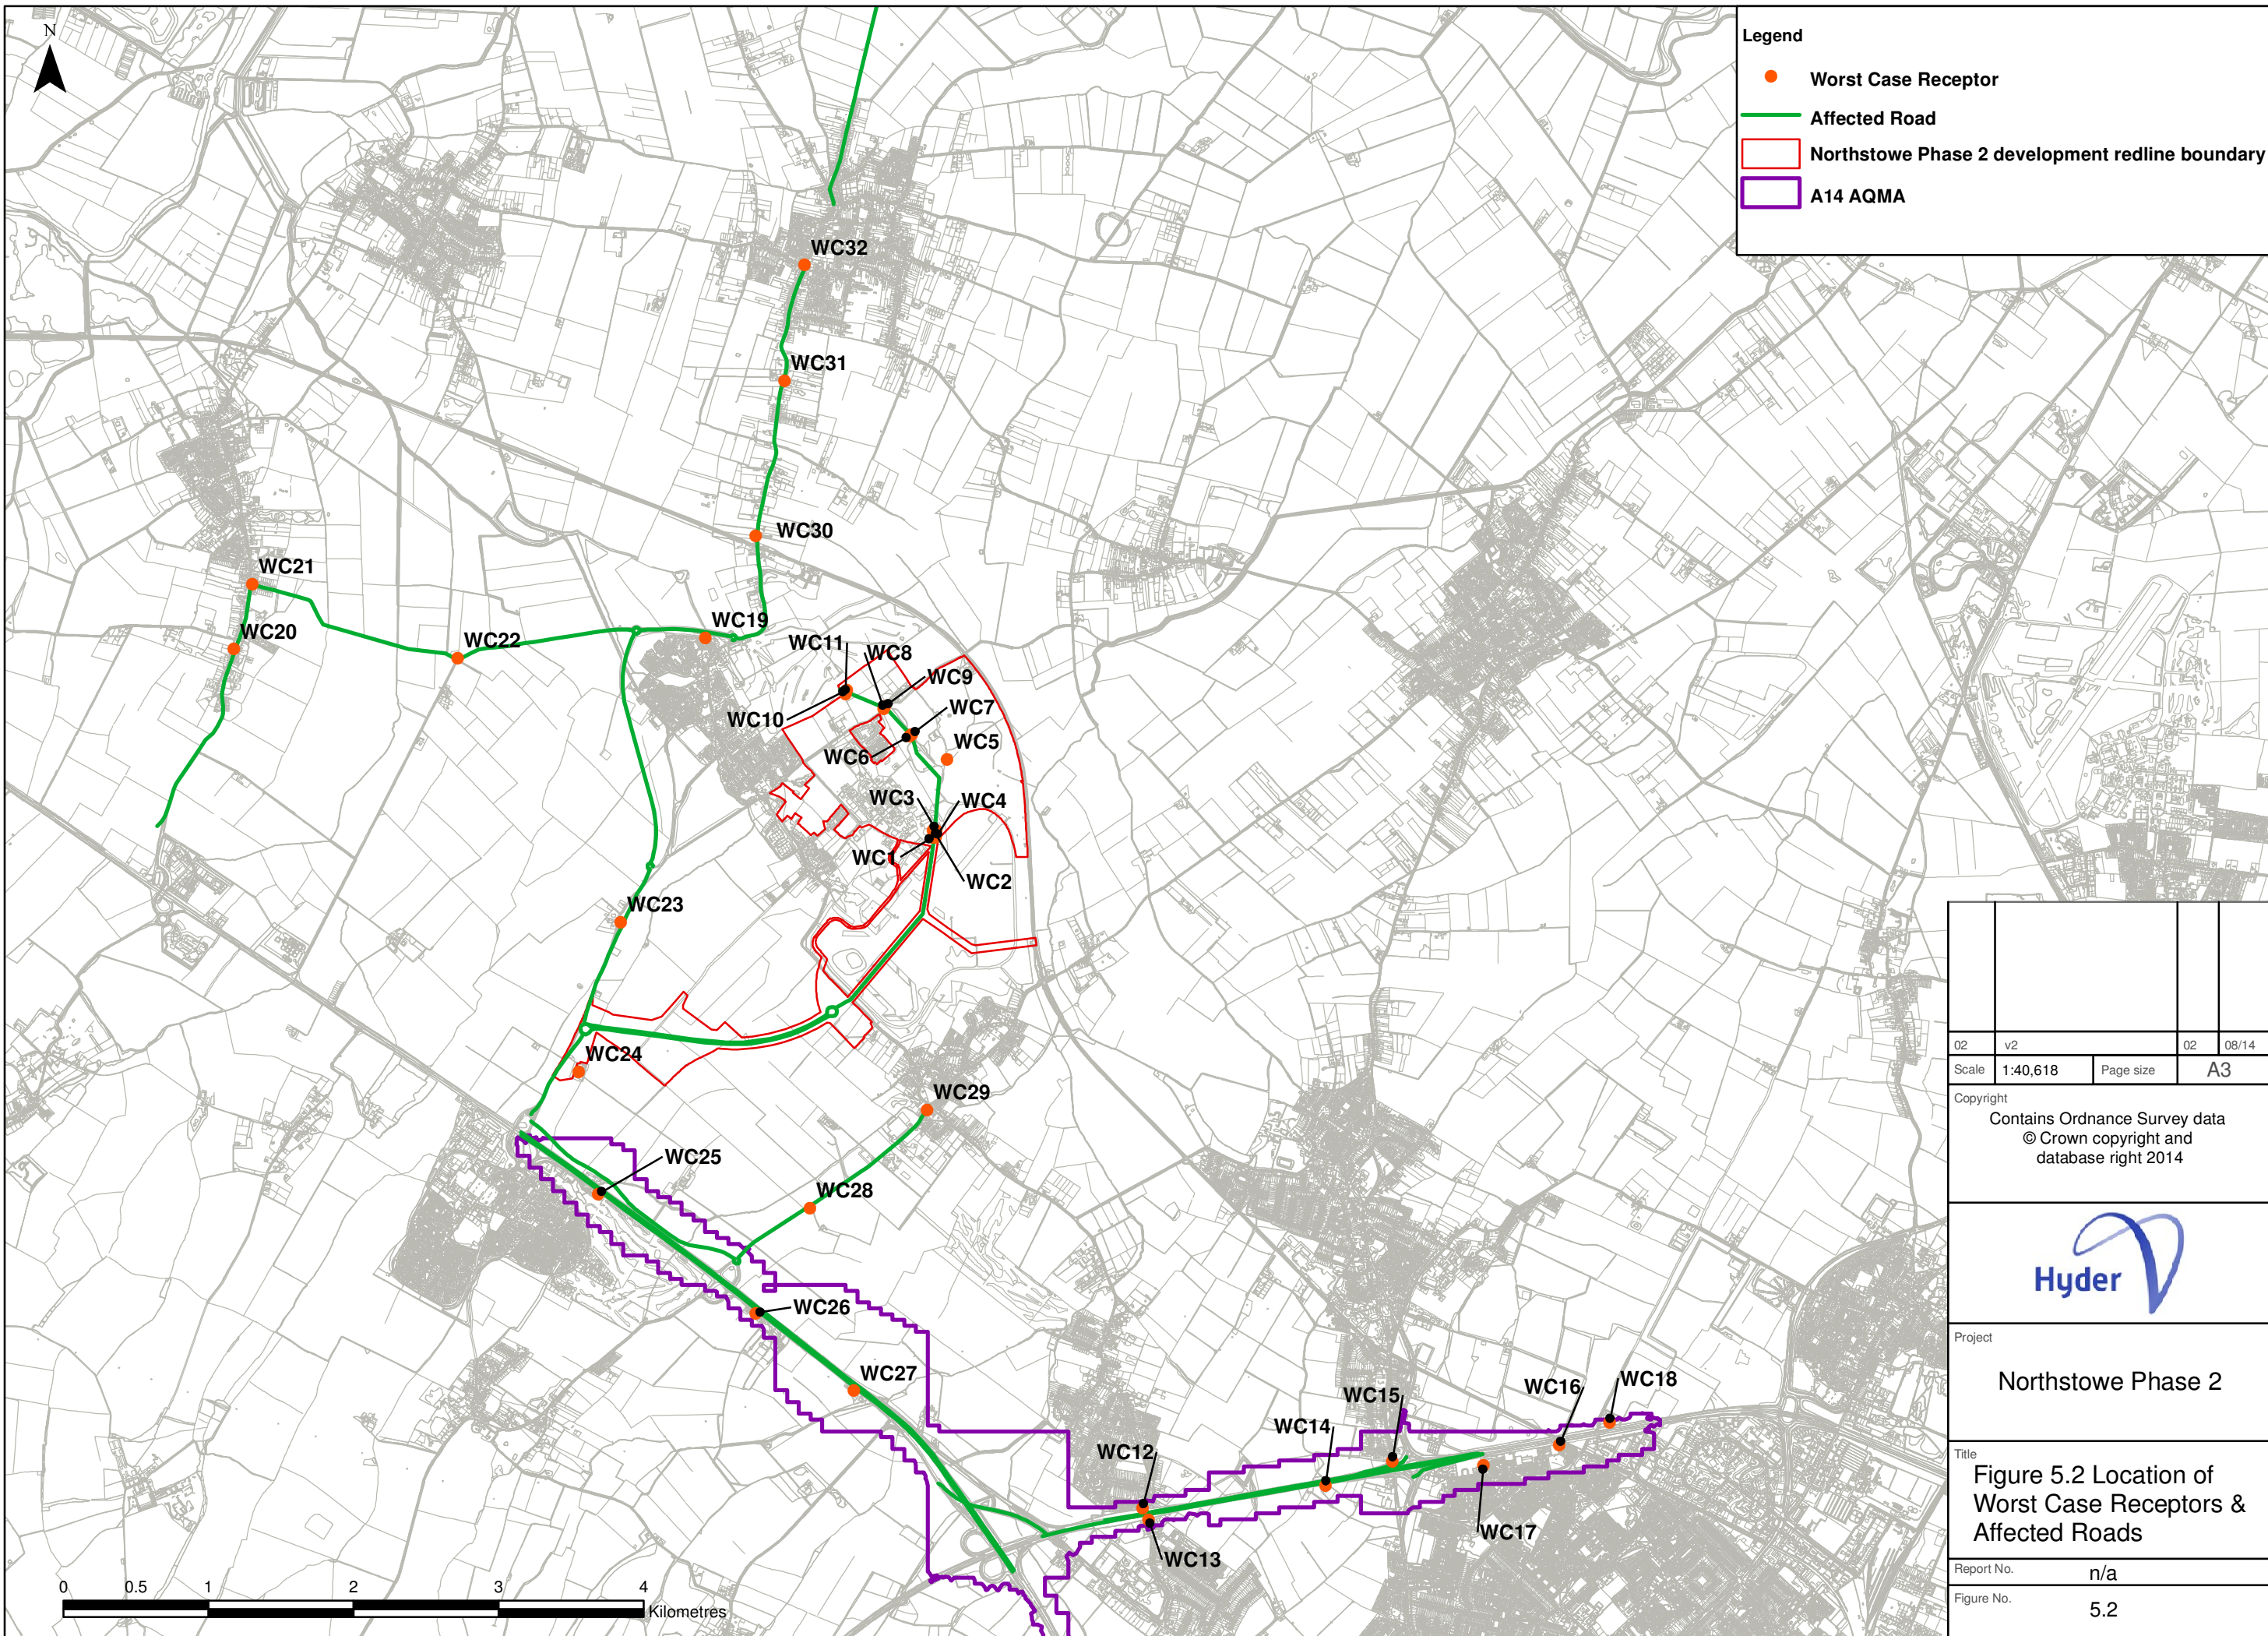 N
Legend
Worst Case Receptor
Affected Road
Northstowe Phase 2 development redline boundary
A14 AQMA
WC32
WC31
WC30
WC21
WC20
WC22
WC19
WC11
WC8
WC9
WC10
WC7
WC6
WC5
WC3
WC4
WC1
WC2
WC23
WC24
WC29
WC25
WC28
WC26
WC27
WC15
WC16
WC18
WC14
WC12
WC17
WC13
0 0.5 1 2 3 4
Kilometres
02 v2 02 08/14
Scale 1:40,618 Page size A3
Copyright
Contains Ordnance Survey data
© Crown copyright and
database right 2014
Hyder
Project
Northstowe Phase 2
Title
Figure 5.2 Location of
Worst Case Receptors &
Affected Roads
Report No. n/a
Figure No. 5.2